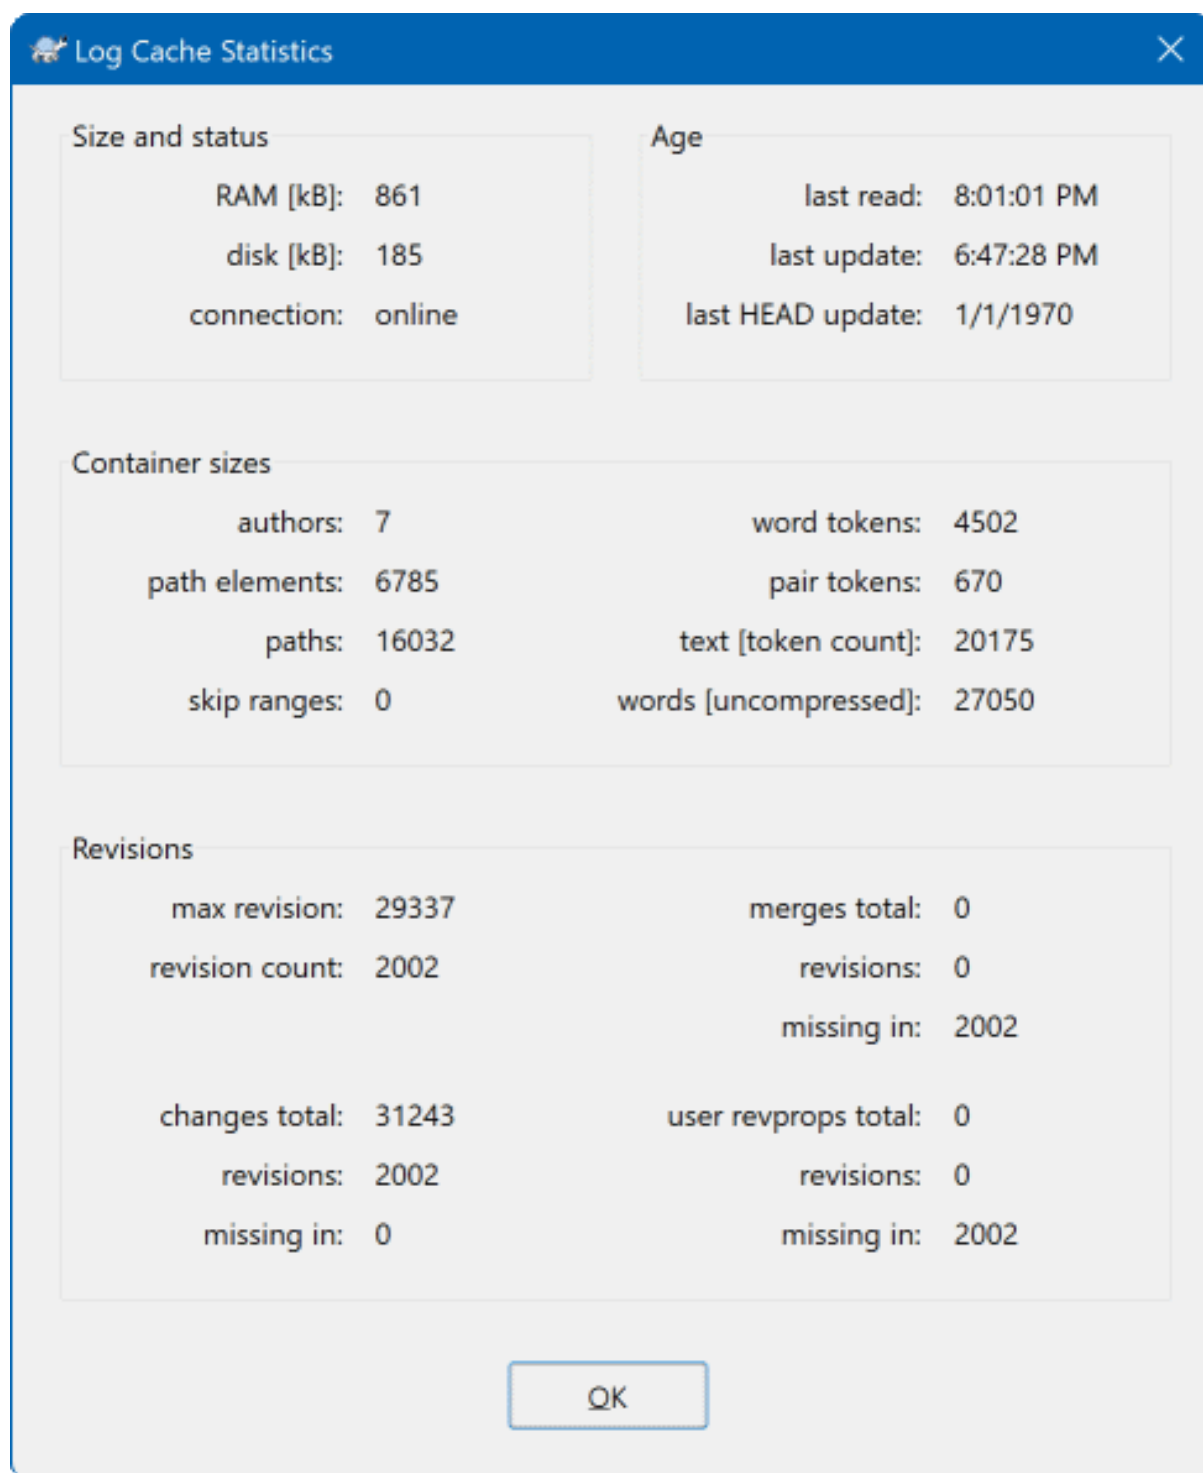 Log Cache Statistics
Size and status
RAM [kB]: 861
disk [kB]: 185
connection: online
Age
last read: 8:01:01 PM
last update: 6:47:28 PM
last HEAD update: 1/1/1970
Container sizes
authors: 7
path elements: 6785
paths: 16032
skip ranges: 0
word tokens: 4502
pair tokens: 670
text [token count]: 20175
words [uncompressed]: 27050
Revisions
max revision: 29337
revision count: 2002
merges total: 0
revisions: 0
missing in: 2002
changes total: 31243
revisions: 2002
missing in: 0
user revprops total: 0
revisions: 0
missing in: 2002
OK